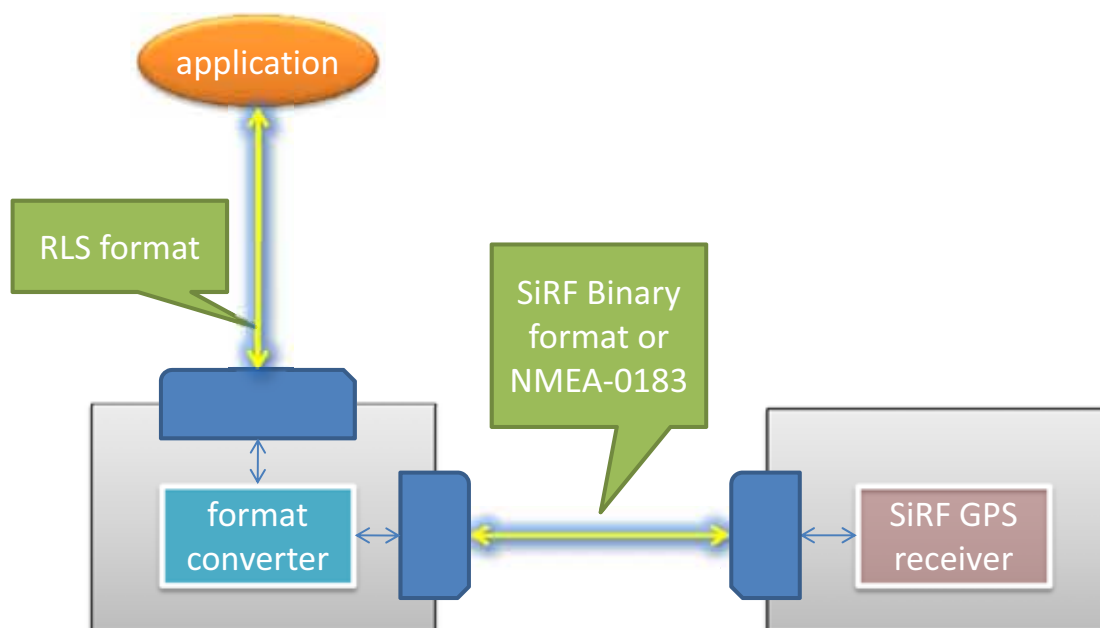 application
RLS format
SiRF Binary
format or
NMEA-0183
format
converter
SiRF GPS
receiver